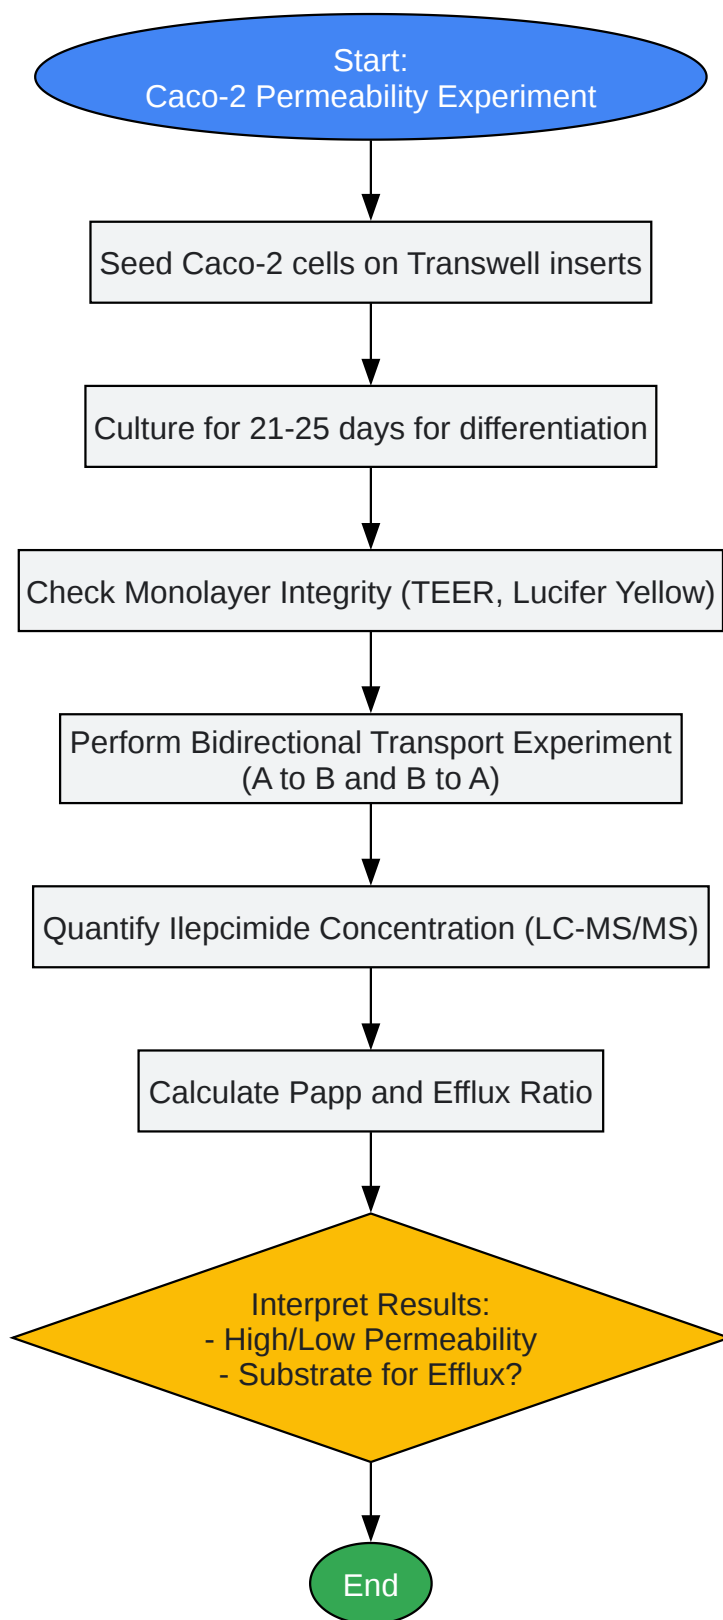 Start:
Caco-2 Permeability Experiment
Seed Caco-2 cells on Transwell inserts
Culture for 21-25 days for differentiation
Check Monolayer Integrity (TEER, Lucifer Yellow)
Perform Bidirectional Transport Experiment
(A to B and B to A)
Quantify Ilepcimide Concentration (LC-MS/MS)
Calculate Papp and Efflux Ratio
Interpret Results:
- High/Low Permeability
- Substrate for Efflux?
End